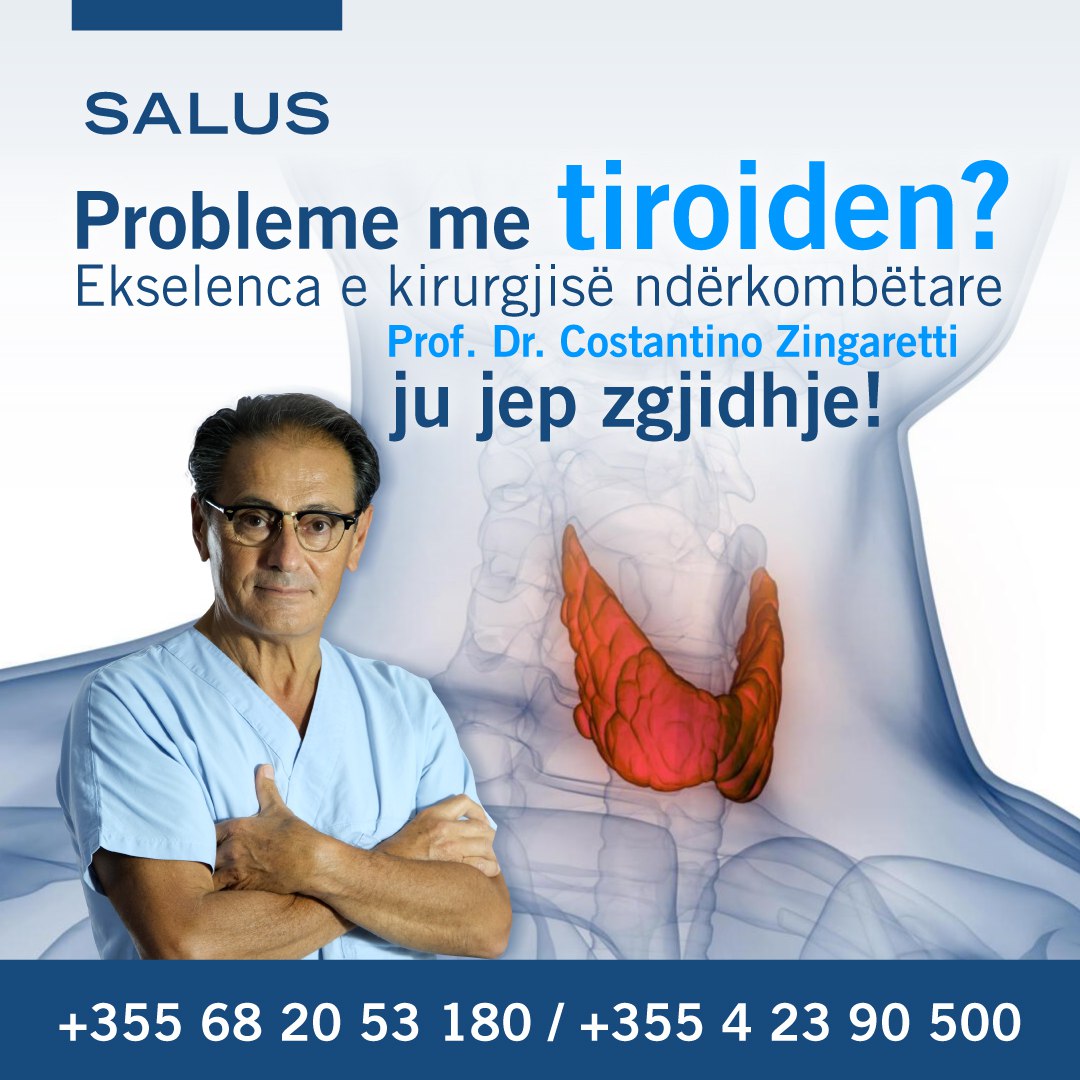 SALUS
Probleme me tiroiden?
Ekselenca e kirurgjisë ndërkombëtare
Prof. Dr. Costantino Zingaretti
ju jep zgjidhje!
+355 68 20 53 180 / +355 4 23 90 500